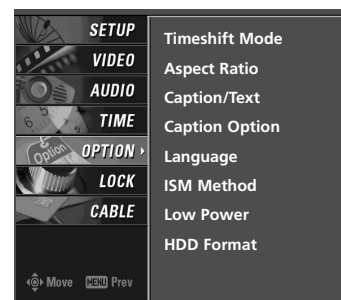 SETUP
VIDEO
AUDIO
TIME
OPTION
LOCK
CABLE
Move MENU Prev
Timeshift Mode
Aspect Ratio
Caption/Text
Caption Option
Language
ISM Method
Low Power
HDD Format